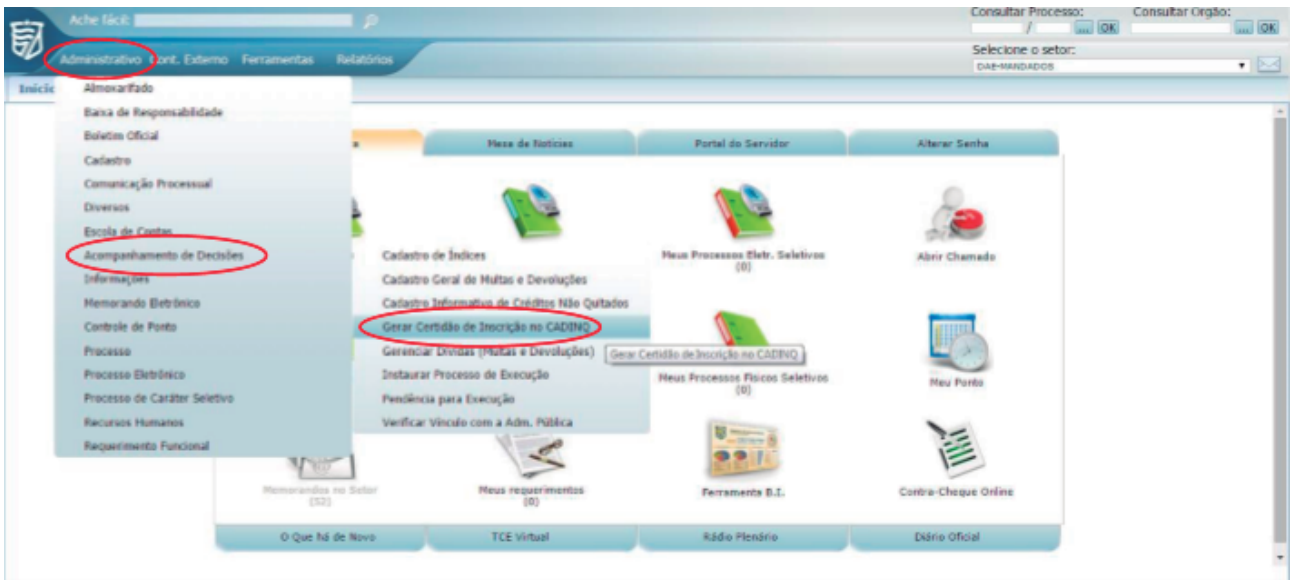 Ache fácil:
Consultar Processo: Consultar Orgão:
/ ... OK ... OK
Administrativo Cont. Externo Ferramentas Relatórios
Selecione o setor:
DAE-MANDADOS
Início
Almoxarifado
Baixa de Responsabilidade
Boletim Oficial
Cadastro
Comunicação Processual
Diversos
Escola de Contas
Acompanhamento de Decisões
Informações
Memorando Eletrônico
Controle de Ponto
Processo
Processo Eletrônico
Processo de Caráter Seletivo
Recursos Humanos
Requerimento Funcional
Mesa de Notícias
Portal do Servidor
Alterar Senha
Cadastro de Índices
Cadastro Geral de Multas e Devoluções
Cadastro Informativo de Créditos Não Quitados
Gerar Certidão de Inscrição no CADINQ
Gerenciar Dívidas (Multas e Devoluções)
Gerar Certidão de Inscrição no CADINQ
Instaurar Processo de Execução
Pendência para Execução
Verificar Vínculo com a Adm. Pública
Meus Processos Eletr. Seletivos
(0)
Abrir Chamado
Meus Processos Físicos Seletivos
(0)
Meu Ponto
Memorandos no Setor
(52)
Meus requerimentos
(0)
Ferramenta B.I.
Contra-Cheque Online
O Que há de Novo
TCE Virtual
Rádio Plenário
Diário Oficial